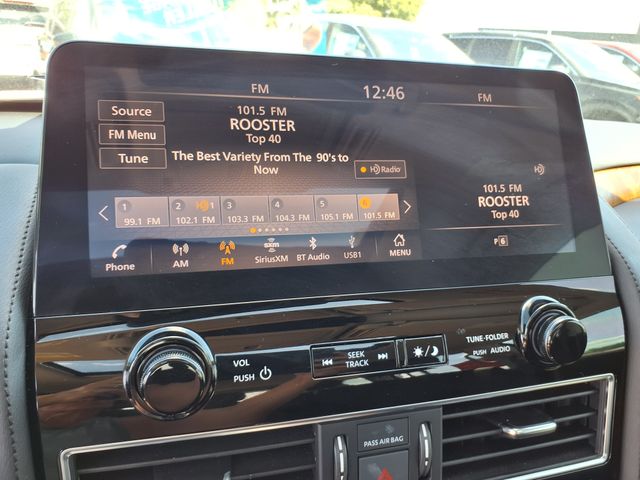 FM 12:46 FM
Source
FM Menu
Tune
101.5 FM
ROOSTER
Top 40
The Best Variety From The 90's to
Now
HD Radio
101.5 FM
ROOSTER
Top 40
P 6
1 2 HD 3 4 5 6
99.1 FM 102.1 FM 103.3 FM 104.3 FM 105.1 FM 101.5 FM
Phone AM FM SiriusXM BT Audio USB1 MENU
VOL
PUSH
SEEK
TRACK
TUNE-FOLDER
PUSH AUDIO
PASS AIR BAG